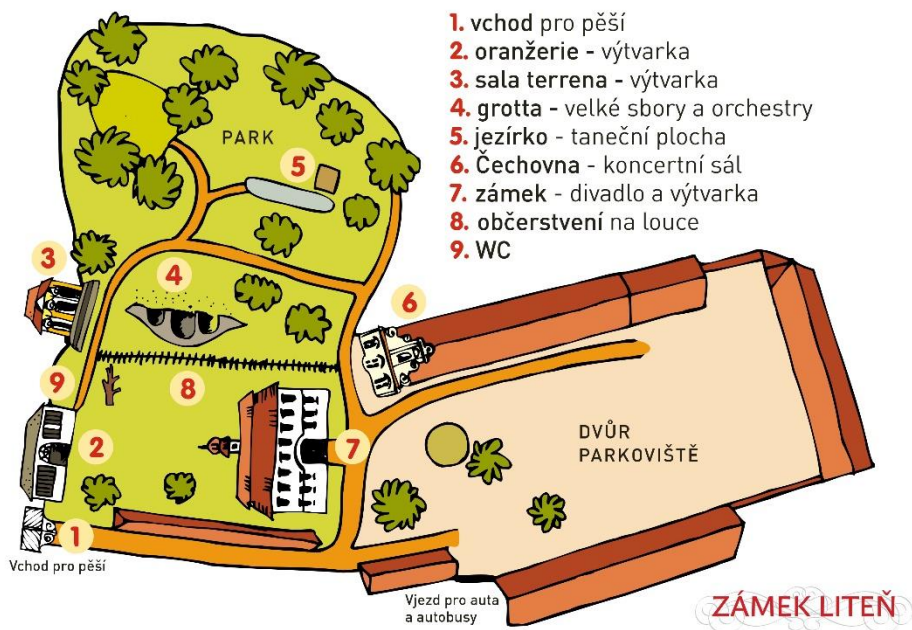 1. vchod pro pěší
2. oranžerie - výtvarka
3. sala terrena - výtvarka
4. grotta - velké sbory a orchestry
5. jezírko - taneční plocha
6. Čechovna - koncertní sál
7. zámek - divadlo a výtvarka
8. občerstvení na louce
9. WC
PARK
5
3
4
6
9
8
2
7
DVŮR
PARKOVIŠTĚ
1
Vchod pro pěší
Vjezd pro auta
a autobusy
ZÁMEK LITEŇ